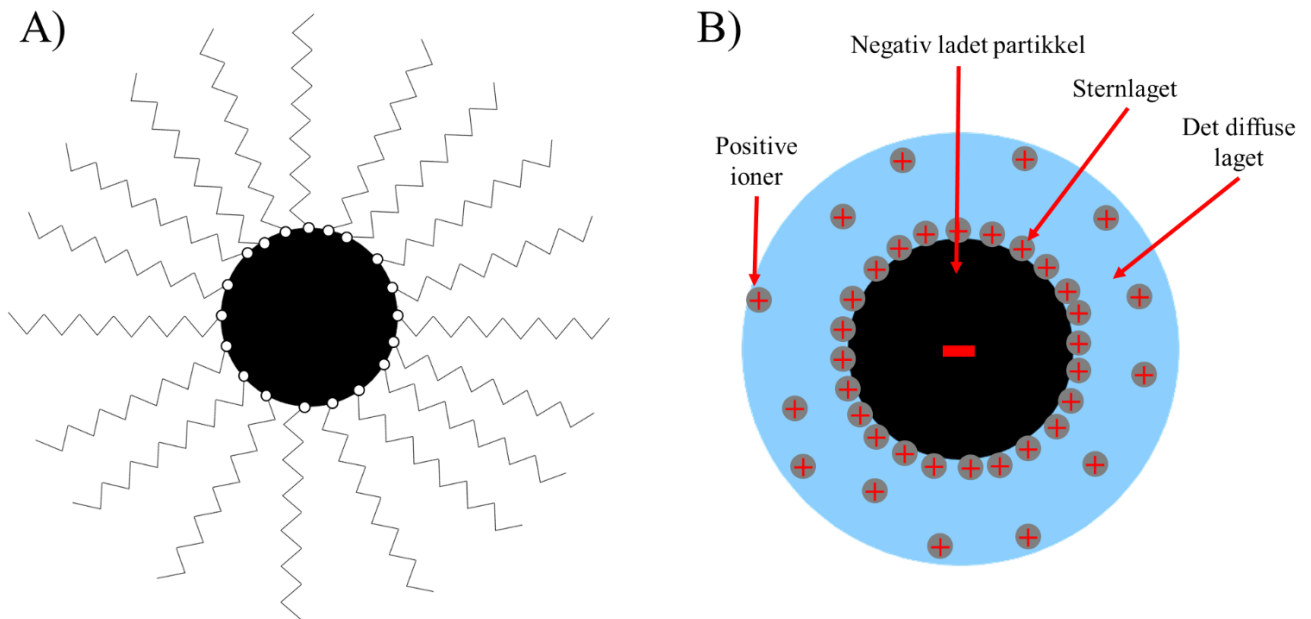 A)
B)
Negativ ladet partikkel
Sternlaget
Det diffuse
laget
Positive
ioner